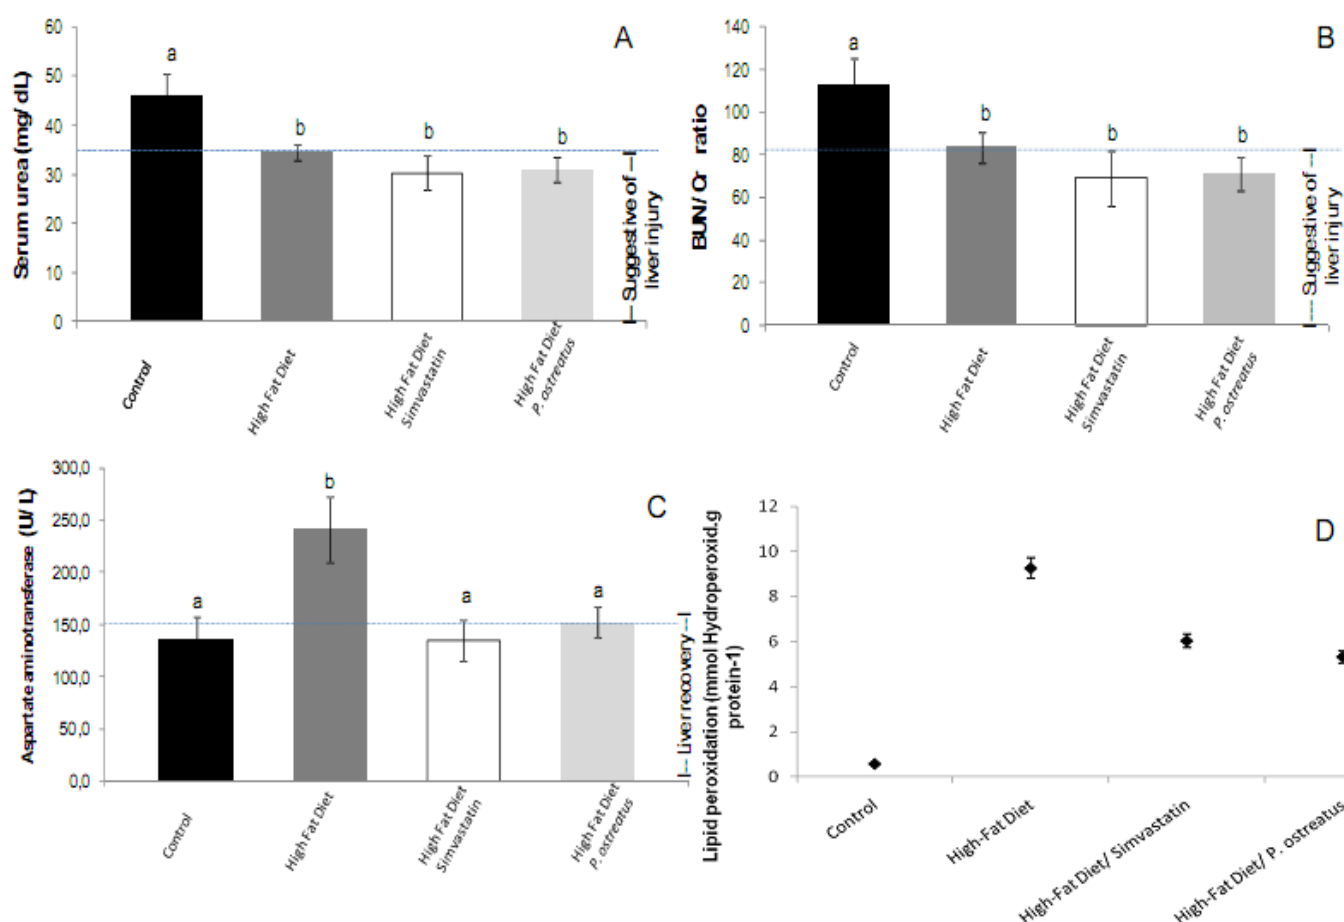 A
Serum urea (mg/dL)
60
50
40
30
20
10
0
a
b
b
b
I--- Suggestive of ---I
liver injury
Control
High Fat Diet
High Fat Diet
Simvastatin
High Fat Diet
P. ostreatus
B
BUN/ Cr ratio
140
120
100
80
60
40
20
0
a
b
b
b
I---- Suggestive of ---I
liver injury
Control
High Fat Diet
High Fat Diet
Simvastatin
High Fat Diet
P. ostreatus
C
Aspartate aminotransferase (U/L)
300,0
250,0
200,0
150,0
100,0
50,0
0,0
a
b
a
a
I--- Liver recovery ---I
Control
High Fat Diet
High Fat Diet
Simvastatin
High Fat Diet
P. ostreatus
D
Lipid peroxidation (mmol Hydroperoxid.g
protein-1)
12
10
8
6
4
2
0
Control
High-Fat Diet
High-Fat Diet/ Simvastatin
High-Fat Diet/ P. ostreatus